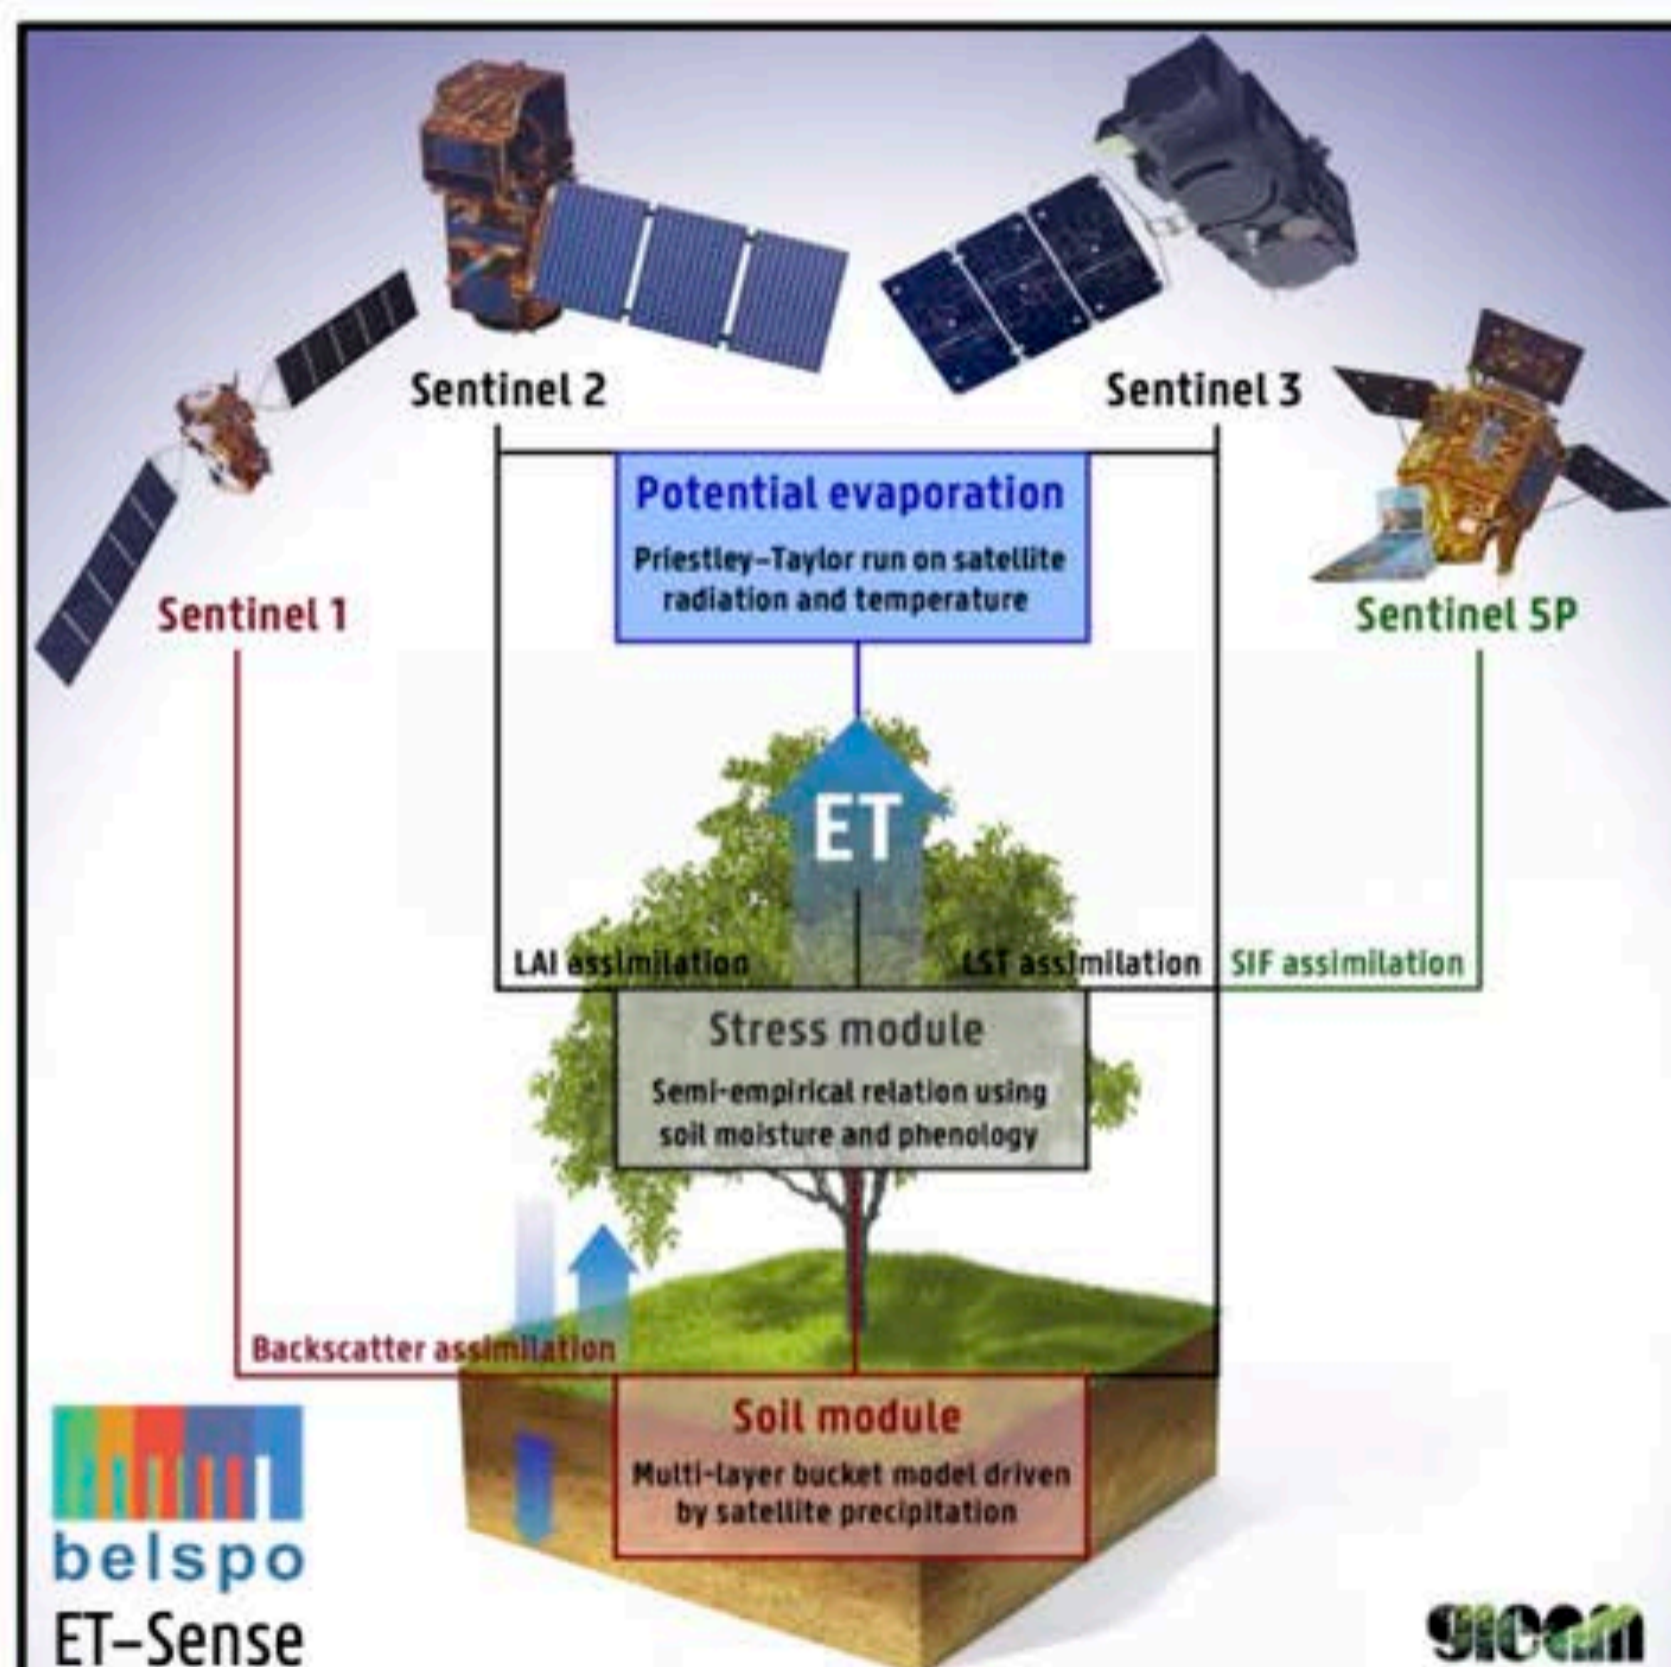 Sentinel 2
Sentinel 3
Potential evaporation
Priestley–Taylor run on satellite
radiation and temperature
Sentinel 1
Sentinel 5P
ET
LAI assimilation
LST assimilation
SIF assimilation
Stress module
Semi-empirical relation using
soil moisture and phenology
Backscatter assimilation
Soil module
Multi-layer bucket model driven
by satellite precipitation
belspo
ET–Sense